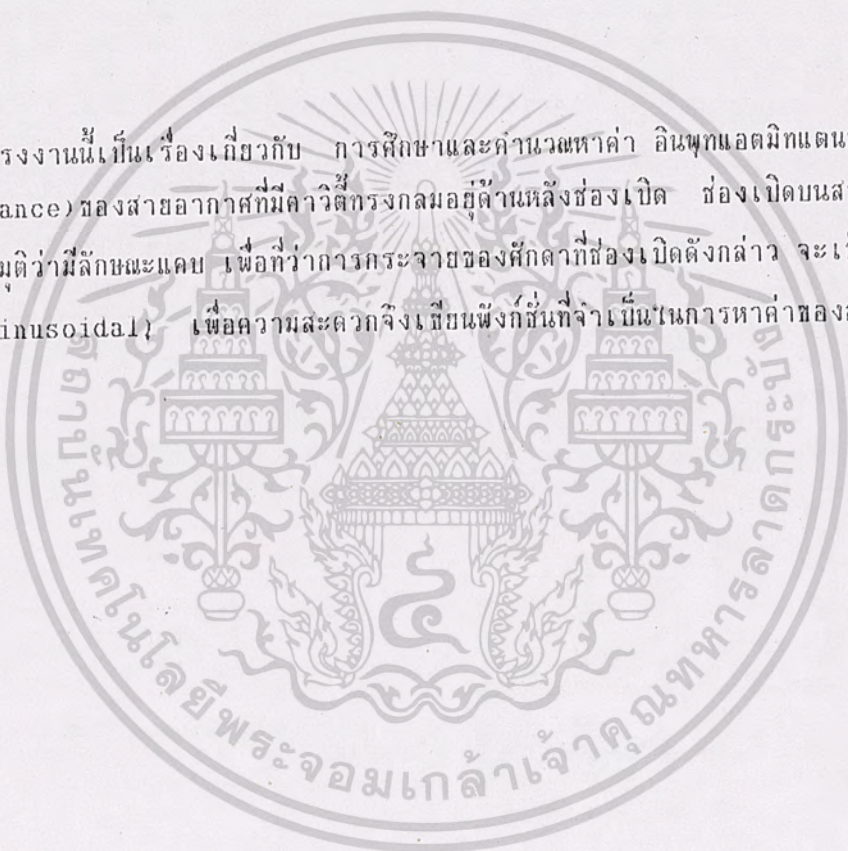 รงงานนี้เป็นเรื่องเกี่ยวกับ การศึกษาและคำนวณหาค่า อินพุทแอตมิทแตน
ance)ของสายอากาศที่มีคาวิตี้ทรงกลมอยู่ด้านหลังช่องเปิด ช่องเปิดบนส
มุติว่ามีลักษณะแคบ เพื่อที่ว่าการกระจายของศักดาที่ช่องเปิดดังกล่าว จะเ
inusoidal) เพื่อความสะดวกจึงเขียนฟังก์ชั่นที่จำเป็นในการหาค่าของ
สถาบันเทคโนโลยีพระจอมเกล้าเจ้าคุณทหารลาดกระบัง